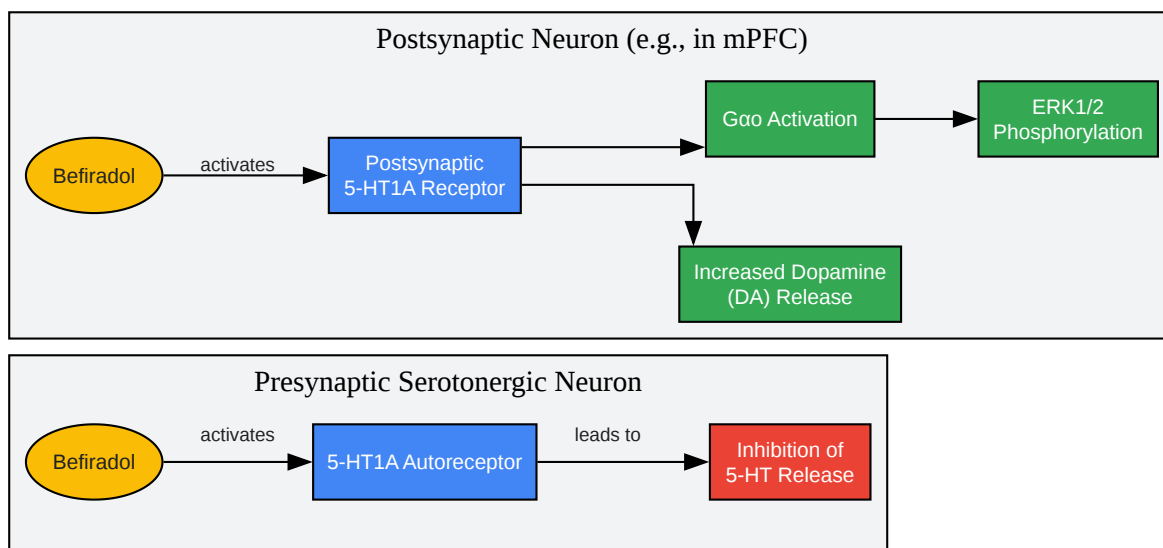 Postsynaptic Neuron (e.g., in mPFC)
Befiradol
activates
Postsynaptic
5-HT1A Receptor
Gαo Activation
ERK1/2
Phosphorylation
Increased Dopamine
(DA) Release
Presynaptic Serotonergic Neuron
Befiradol
activates
5-HT1A Autoreceptor
leads to
Inhibition of
5-HT Release